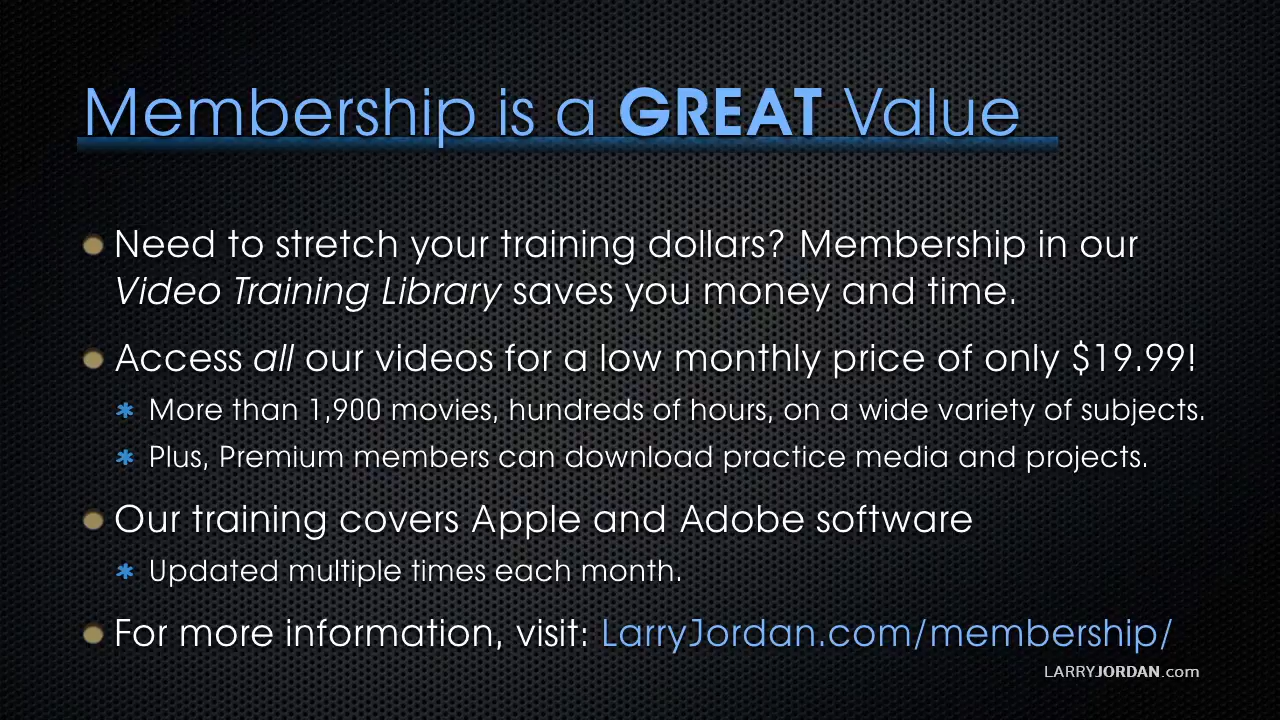 Membership is a GREAT Value
Need to stretch your training dollars? Membership in our
Video Training Library saves you money and time.
Access all our videos for a low monthly price of only $19.99!
More than 1,900 movies, hundreds of hours, on a wide variety of subjects.
Plus, Premium members can download practice media and projects.
Our training covers Apple and Adobe software
Updated multiple times each month.
For more information, visit: LarryJordan.com/membership/
LARRYJORDAN.com